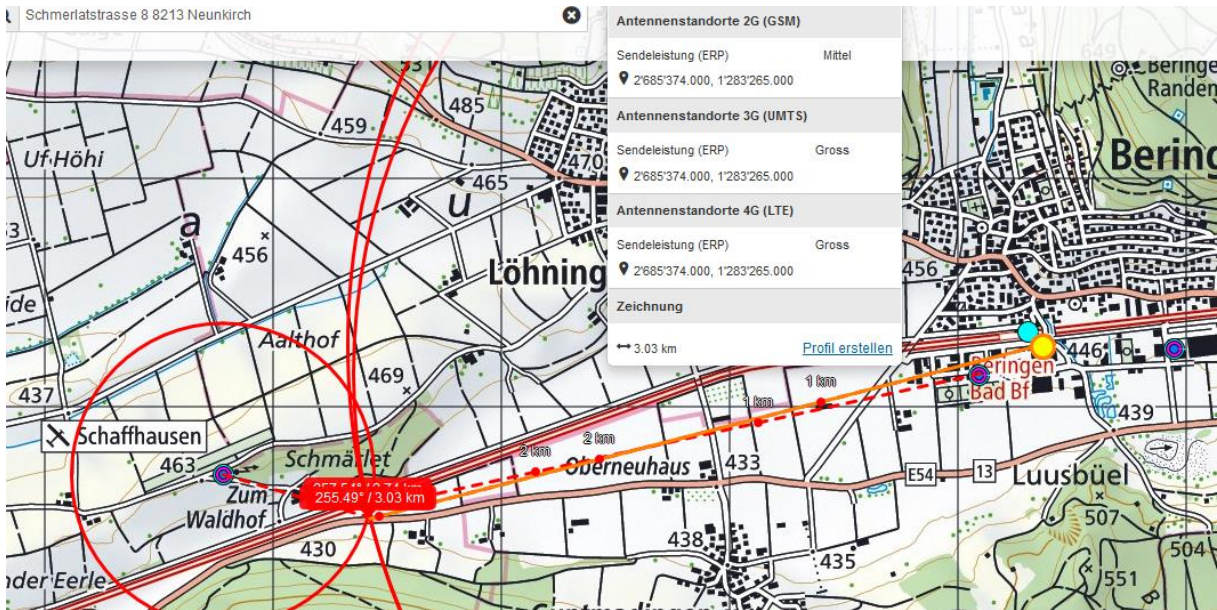 Schmerlatstrasse 8 8213 Neunkirch
Antennenstandorte 2G (GSM)
Sendeleistung (ERP) Mittel
2'685'374.000, 1'283'265.000
Antennenstandorte 3G (UMTS)
Sendeleistung (ERP) Gross
2'685'374.000, 1'283'265.000
Antennenstandorte 4G (LTE)
Sendeleistung (ERP) Gross
2'685'374.000, 1'283'265.000
Zeichnung
3.03 km Profil erstellen
485
459
470
465
Uf Höhi
a
u
456
Löhning
Aalthof
469
437
Schaffhausen
463
Schmärlet
Zum
Waldhof
255.49° / 3.03 km
430
nder Eerle
2 km
2 km
1 km
1 km
Oberneuhaus
433
438
435
Beringe
Randen
Bering
456
446
Beringen
Bad Bf
439
E54
13
Luusbüel
507
504
551